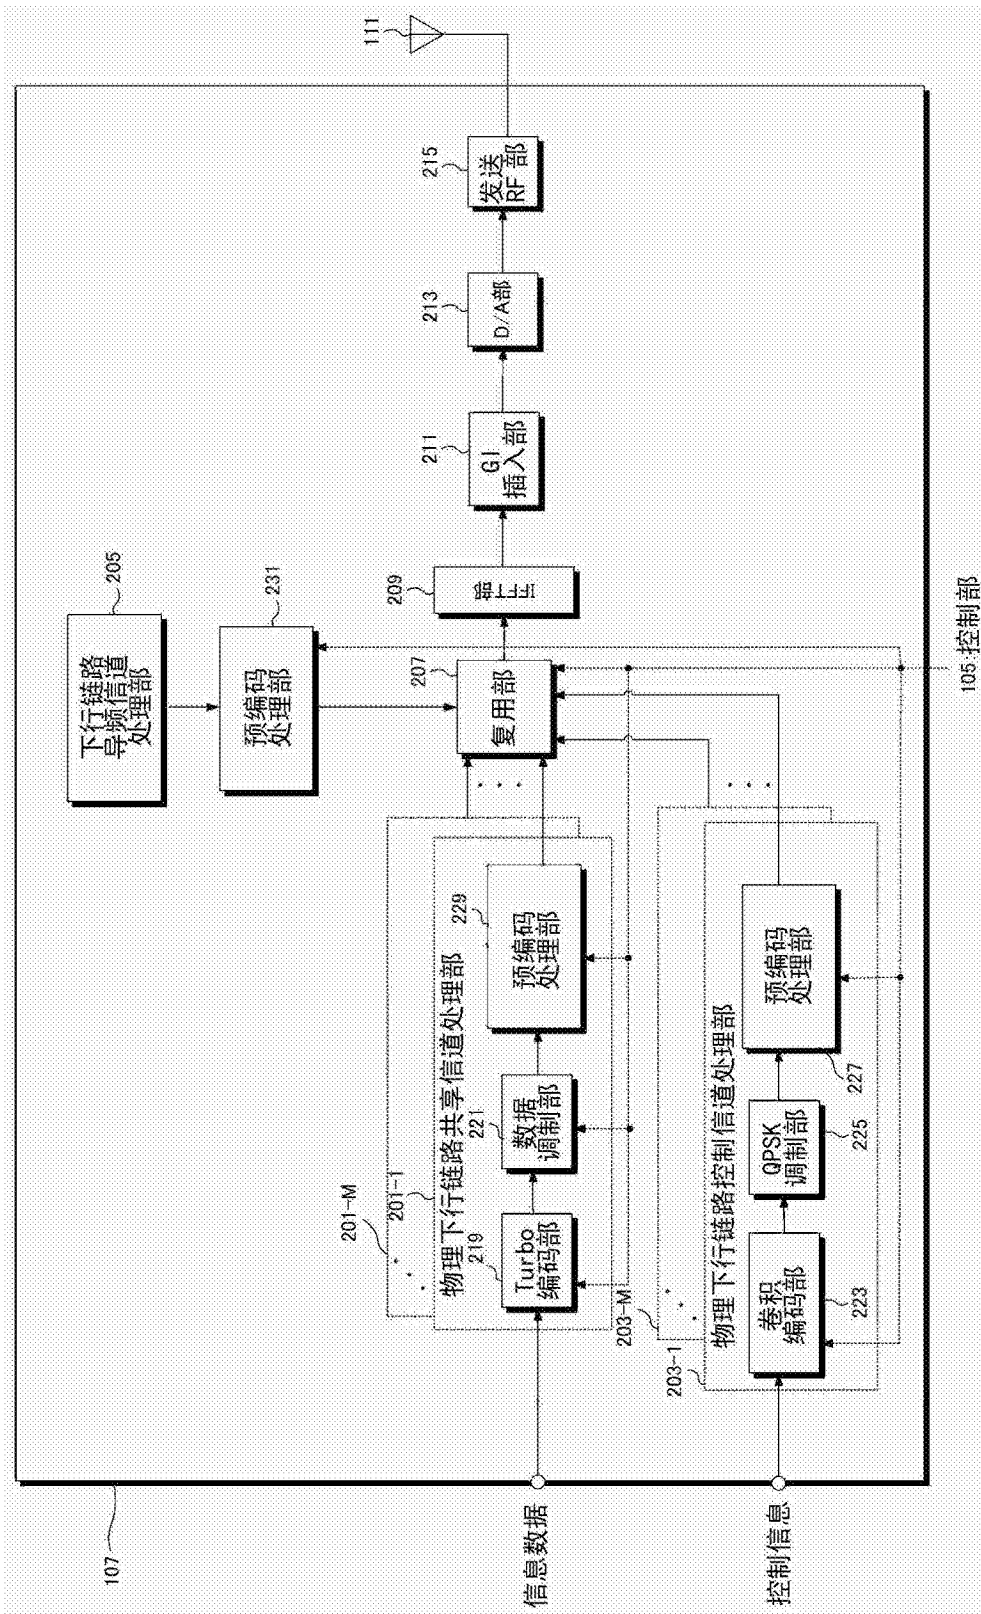 107
下行链路
导频信道
处理部
205
预编码
处理部
231
201-M
201-1
物理下行链路共享信道处理部
219
Turbo
编码部
221
数据
调制部
229
预编码
处理部
207
复用部
209
IFFT部
211
GI
插入部
213
D/A部
215
发送
RF部
111
信息数据
203-M
203-1
物理下行链路控制信道处理部
卷积
编码部
223
QPSK
调制部
225
预编码
处理部
227
控制信息
105:控制部